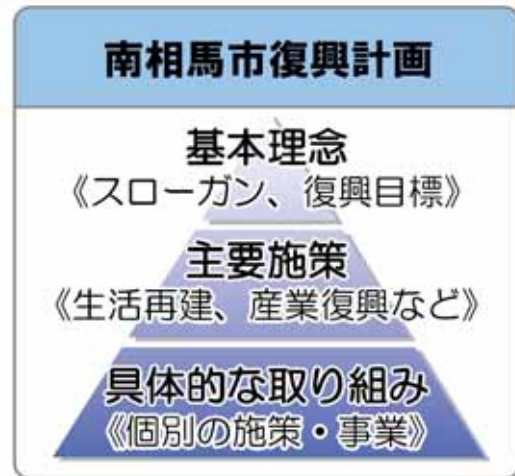 南相馬市復興計画
基本理念
《スローガン、復興目標》
主要施策
《生活再建、産業復興など》
具体的な取り組み
《個別の施策・事業》